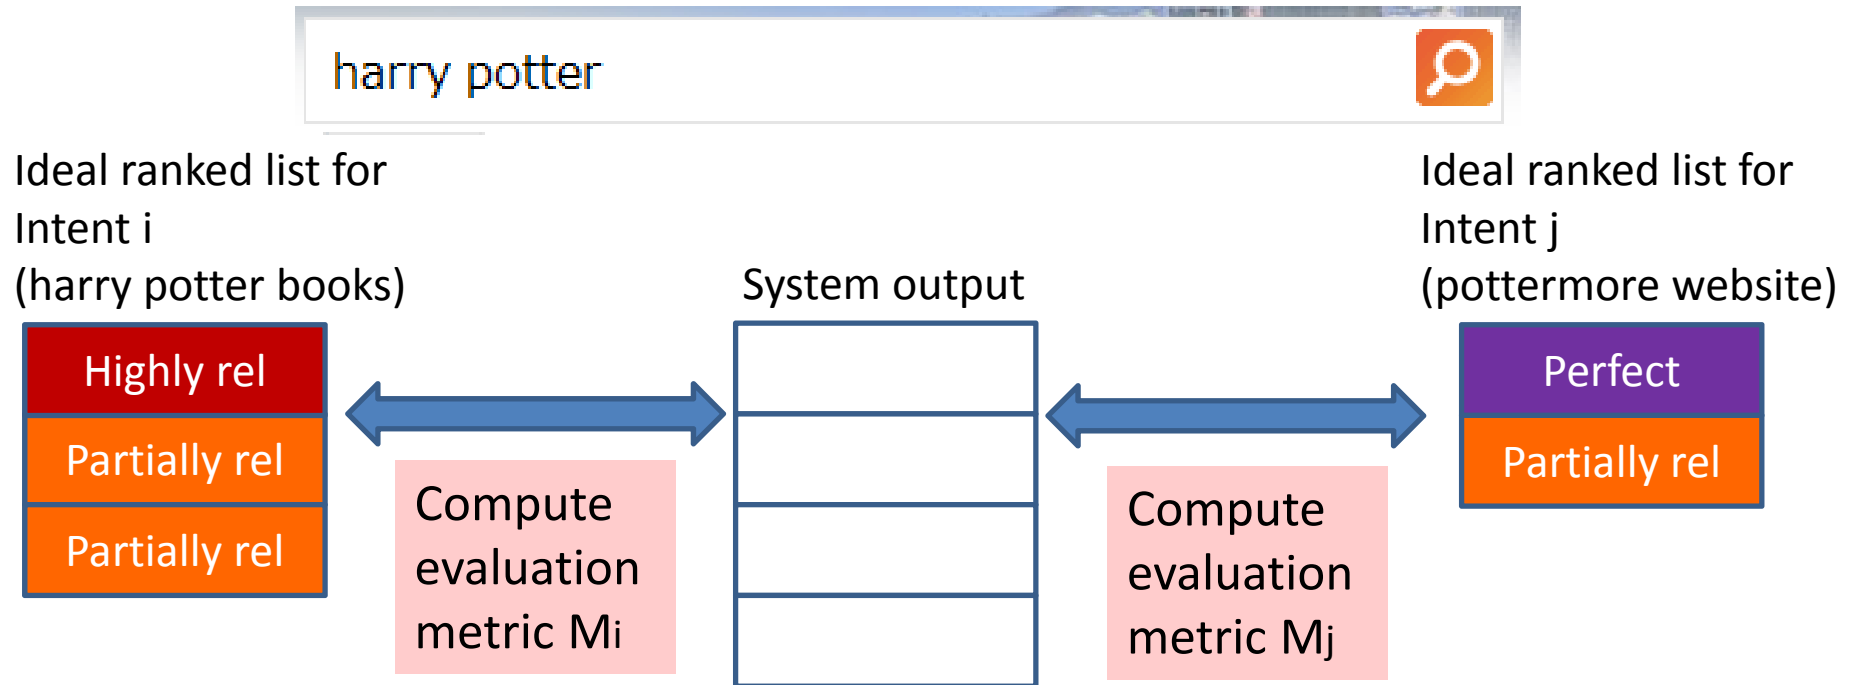 harry potter
Ideal ranked list for
Intent i
(harry potter books)
Highly rel
Partially rel
Partially rel
Compute
evaluation
metric Mi
System output
Compute
evaluation
metric Mj
Ideal ranked list for
Intent j
(pottermore website)
Perfect
Partially rel